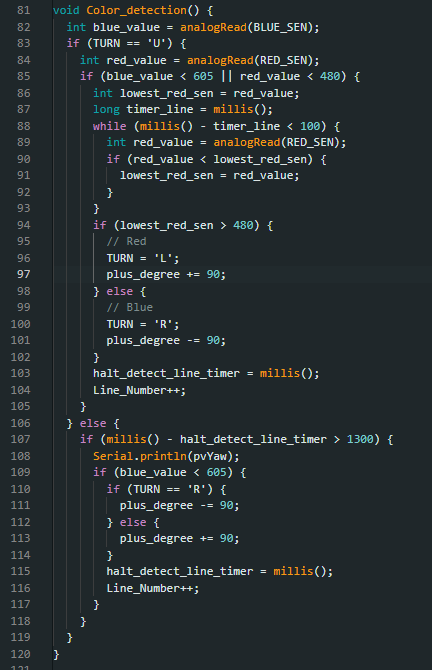 81 void Color_detection() {
82 int blue_value = analogRead(BLUE_SEN);
83 if (TURN == 'U') {
84 int red_value = analogRead(RED_SEN);
85 if (blue_value < 605 || red_value < 480) {
86 int lowest_red_sen = red_value;
87 long timer_line = millis();
88 while (millis() - timer_line < 100) {
89 int red_value = analogRead(RED_SEN);
90 if (red_value < lowest_red_sen) {
91 lowest_red_sen = red_value;
92 }
93 }
94 if (lowest_red_sen > 480) {
95 // Red
96 TURN = 'L';
97 plus_degree += 90;
98 } else {
99 // Blue
100 TURN = 'R';
101 plus_degree -= 90;
102 }
103 halt_detect_line_timer = millis();
104 Line_Number++;
105 }
106 } else {
107 if (millis() - halt_detect_line_timer > 1300) {
108 Serial.println(pvYaw);
109 if (blue_value < 605) {
110 if (TURN == 'R') {
111 plus_degree -= 90;
112 } else {
113 plus_degree += 90;
114 }
115 halt_detect_line_timer = millis();
116 Line_Number++;
117 }
118 }
119 }
120 }
121